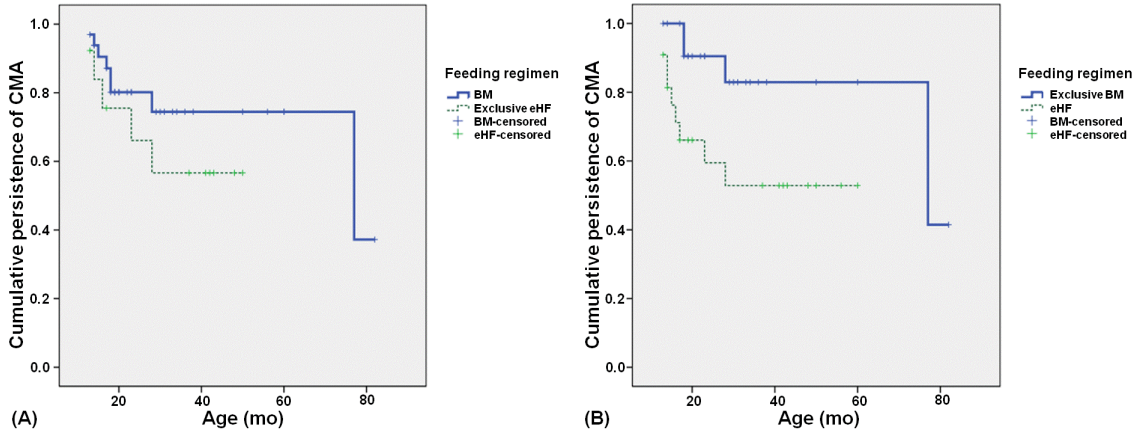 Cumulative persistence of CMA
1.0
0.8
0.6
0.4
0.2
0.0
20
40
60
80
Age (mo)
(A)
Feeding regimen
BM
Exclusive eHF
BM-censored
eHF-censored
Cumulative persistence of CMA
1.0
0.8
0.6
0.4
0.2
0.0
20
40
60
80
Age (mo)
(B)
Feeding regimen
Exclusive BM
eHF
BM-censored
eHF-censored